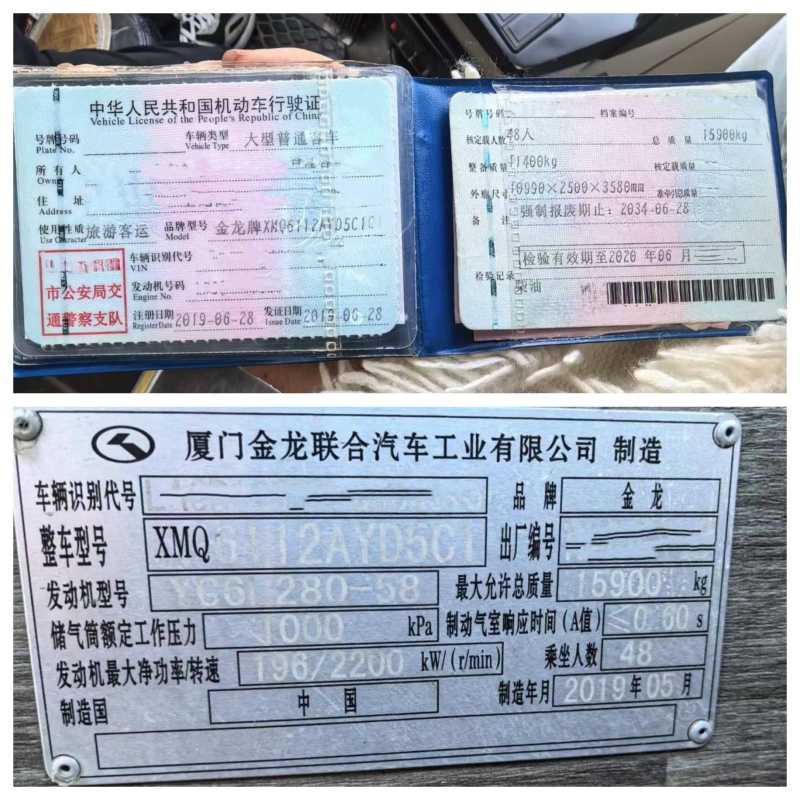 中华人民共和国机动车行驶证
Vehicle License of the People's Republic of China
号牌号码
Plate No.
车辆类型 大型普通客车
Vehicle Type
所有人
Owner
住址
Address
使用性质 旅游客运 品牌型号 金龙牌XMQ6112AYD5C1
Use Character Model
车辆识别代号
VIN
市公安局交
通警察支队
发动机号码
Engine No.
注册日期 2019-06-28 发证日期 2019-06-28
Register Date Issue Date
号牌号码 档案编号
核定载人数 48人 总质量 15900kg
整备质量 11400kg 核定载质量
外廓尺寸 10990×2500×3580mm 准牵引总质量
备注 强制报废期止:2034-06-28
检验有效期至2020年06月
检验记录
柴油
厦门金龙联合汽车工业有限公司 制造
车辆识别代号 品牌 金龙
整车型号 XMQ6112AYD5C1 出厂编号
发动机型号 YC6L280-58 最大允许总质量 15900 kg
储气筒额定工作压力 1000 kPa 制动气室响应时间(A值) ≤0.60 s
发动机最大净功率/转速 196/2200 kW/(r/min) 乘坐人数 48
制造国 中国 制造年月 2019年05月